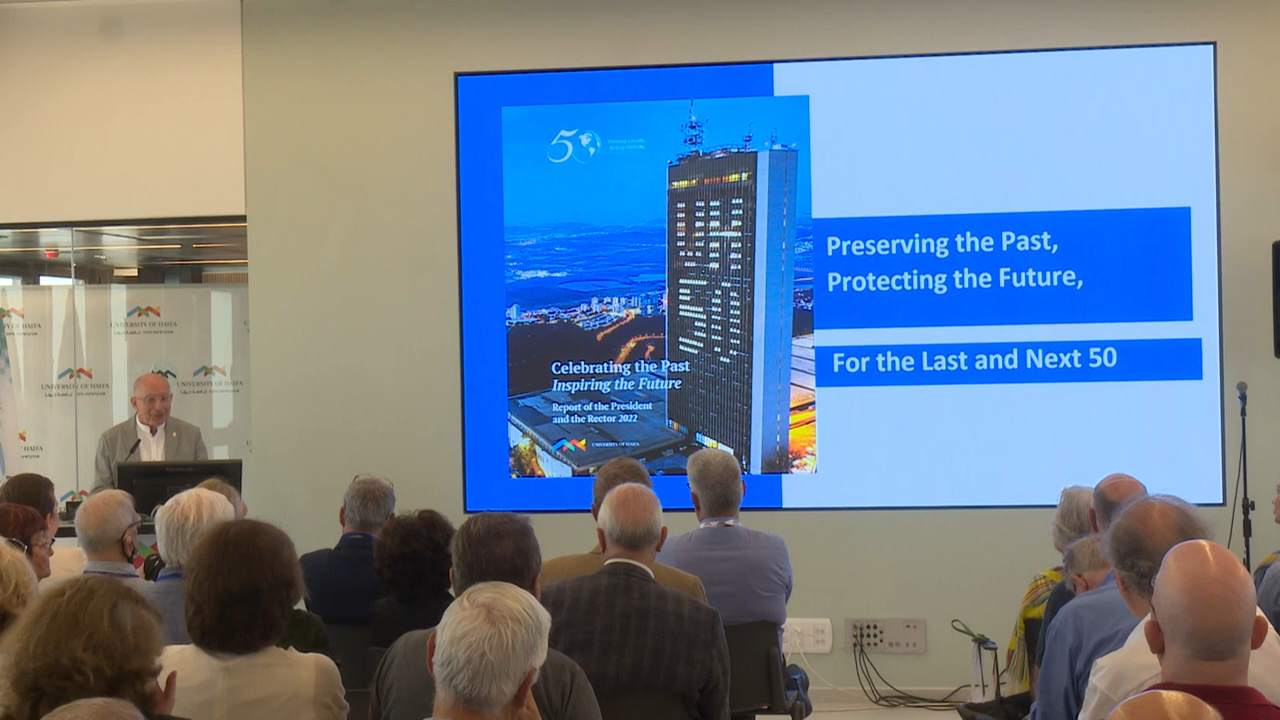 50
UH
50
Preserving the Past,
Protecting the Future,
For the Last and Next 50
Celebrating the Past
Inspiring the Future
Report of the President
and the Rector 2022
UNIVERSITY OF HAIFA
UNIVERSITY OF HAIFA
UNIVERSITY OF HAIFA
UNIVERSITY OF HAIFA